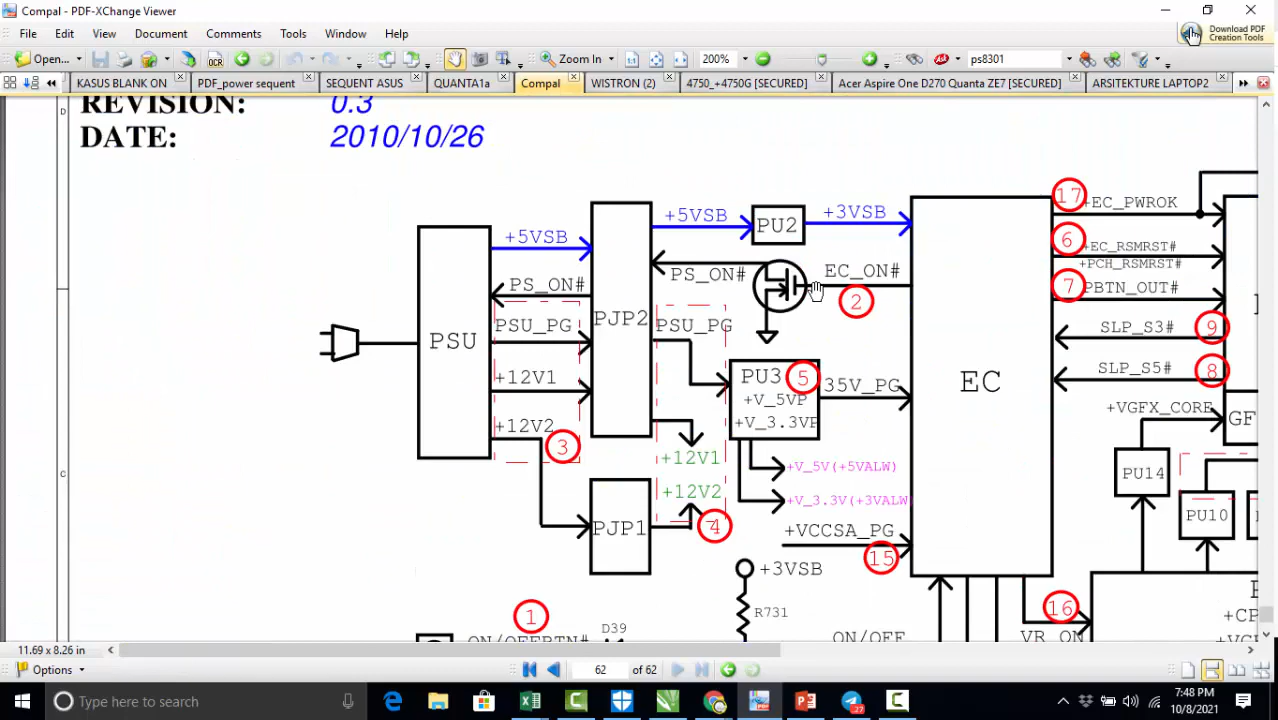 Compal - PDF-XChange Viewer
File Edit View Document Comments Tools Window Help
Download PDF
Creation Tools
Open... OCR Zoom In 200% ps8301
KASUS BLANK ON PDF_power sequent SEQUENT ASUS QUANTA1a Compal WISTRON (2) 4750_+4750G [SECURED] Acer Aspire One D270 Quanta ZE7 [SECURED] ARSITEKTURE LAPTOP2
REVISION: 0.3
DATE: 2010/10/26
D
C
PSU
+5VSB
PS_ON#
PSU_PG
+12V1
+12V2
3
PJP2
PJP1
+5VSB
PU2
+3VSB
PS_ON#
EC_ON#
2
PSU_PG
PU3
5
+V_5VP
+V_3.3VP
35V_PG
+12V1
+12V2
4
+V_5V(+5VALW)
+V_3.3V(+3VALW)
+VCCSA_PG
15
+3VSB
R731
1
D39
ON/OFFBTN#
ON/OFF
EC
17
+EC_PWROK
6
+EC_RSMRST#
+PCH_RSMRST#
7
PBTN_OUT#
SLP_S3#
9
SLP_S5#
8
+VGFX_CORE
GF
PU14
PU10
16
VR_ON
+CP
11.69 x 8.26 in
Options
62 of 62
Type here to search
27
7:48 PM
10/8/2021